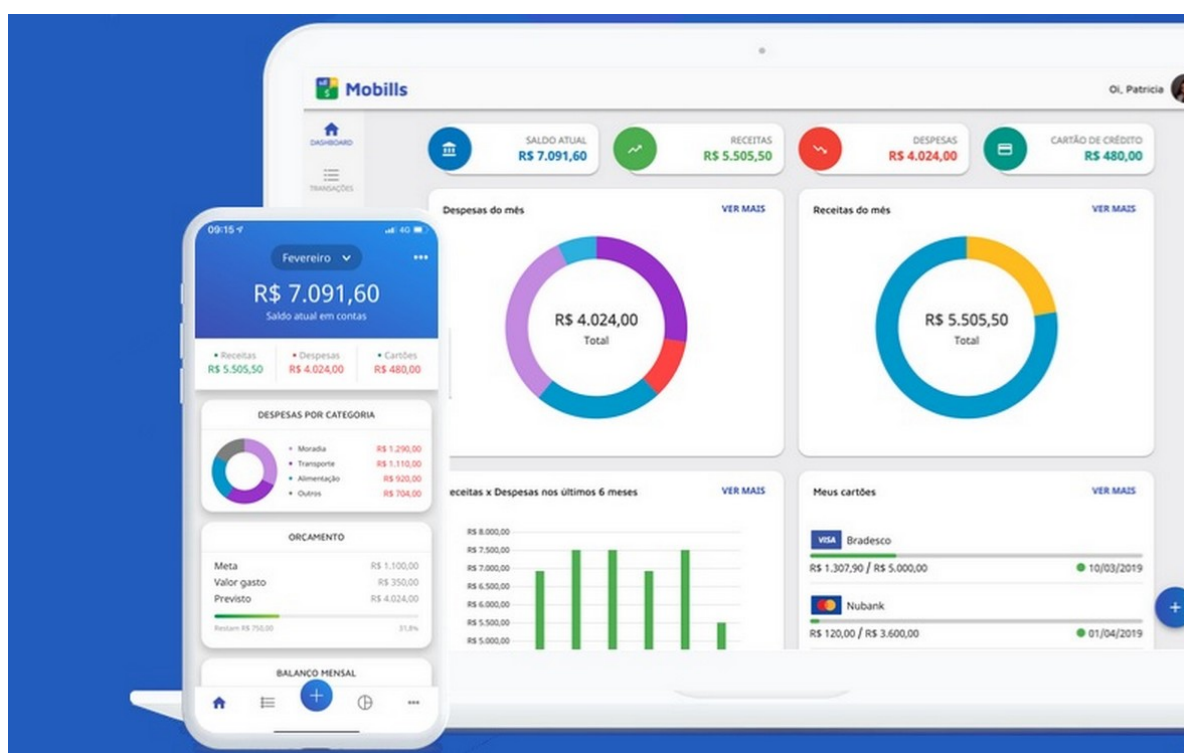 Mobills
Oi, Patricia
DASHBOARD
TRANSAÇÕES
SALDO ATUAL
R$ 7.091,60
RECEITAS
R$ 5.505,50
DESPESAS
R$ 4.024,00
CARTÃO DE CRÉDITO
R$ 480,00
Despesas do mês
VER MAIS
R$ 4.024,00
Total
Receitas do mês
VER MAIS
R$ 5.505,50
Total
eceitas x Despesas nos últimos 6 meses
VER MAIS
R$ 8.000,00
R$ 7.500,00
R$ 7.000,00
R$ 6.500,00
R$ 6.000,00
R$ 5.500,00
R$ 5.000,00
Meus cartões
VER MAIS
VISA Bradesco
R$ 1.307,90 / R$ 5.000,00
10/03/2019
Nubank
R$ 120,00 / R$ 3.600,00
01/04/2019
09:15
4G
Fevereiro
R$ 7.091,60
Saldo atual em contas
Receitas
R$ 5.505,50
Despesas
R$ 4.024,00
Cartões
R$ 480,00
DESPESAS POR CATEGORIA
Moradia R$ 1.290,00
Transporte R$ 1.110,00
Alimentação R$ 920,00
Outros R$ 704,00
ORÇAMENTO
Meta R$ 1.100,00
Valor gasto R$ 350,00
Previsto R$ 4.024,00
Restam R$ 750,00 31,8%
BALANÇO MENSAL